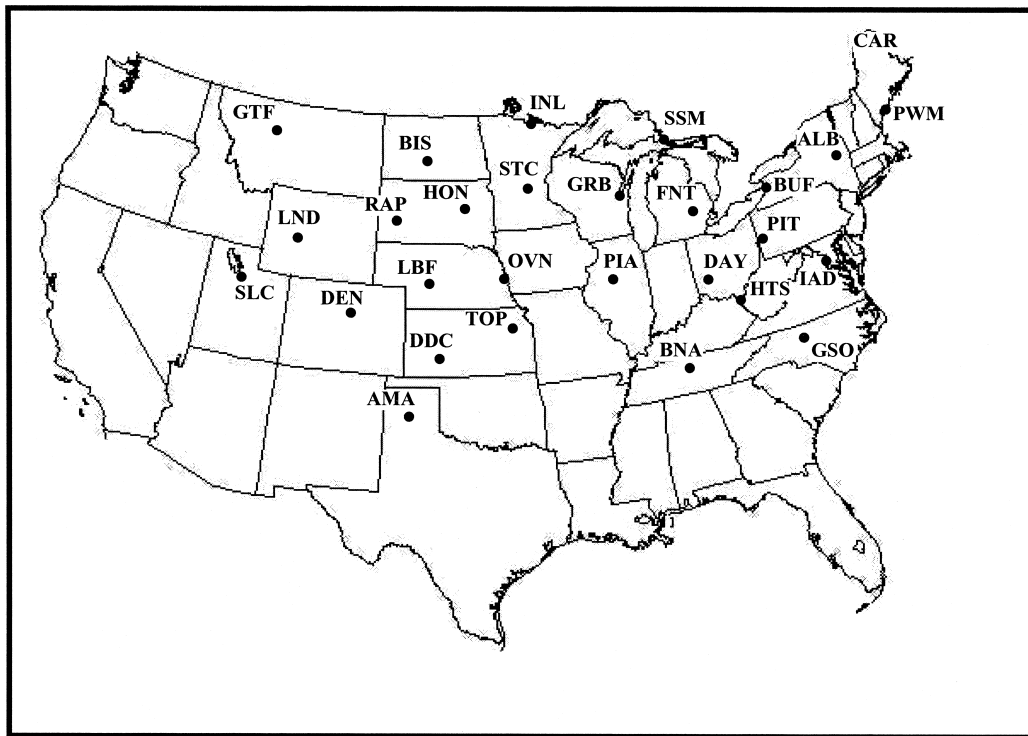 CAR
GTF
INL
PWM
SSM
BIS
ALB
STC
GRB
HON
FNT
BUF
RAP
LND
PIT
LBF
OVN
PIA
DAY
IAD
SLC
DEN
HTS
TOP
DDC
BNA
GSO
AMA